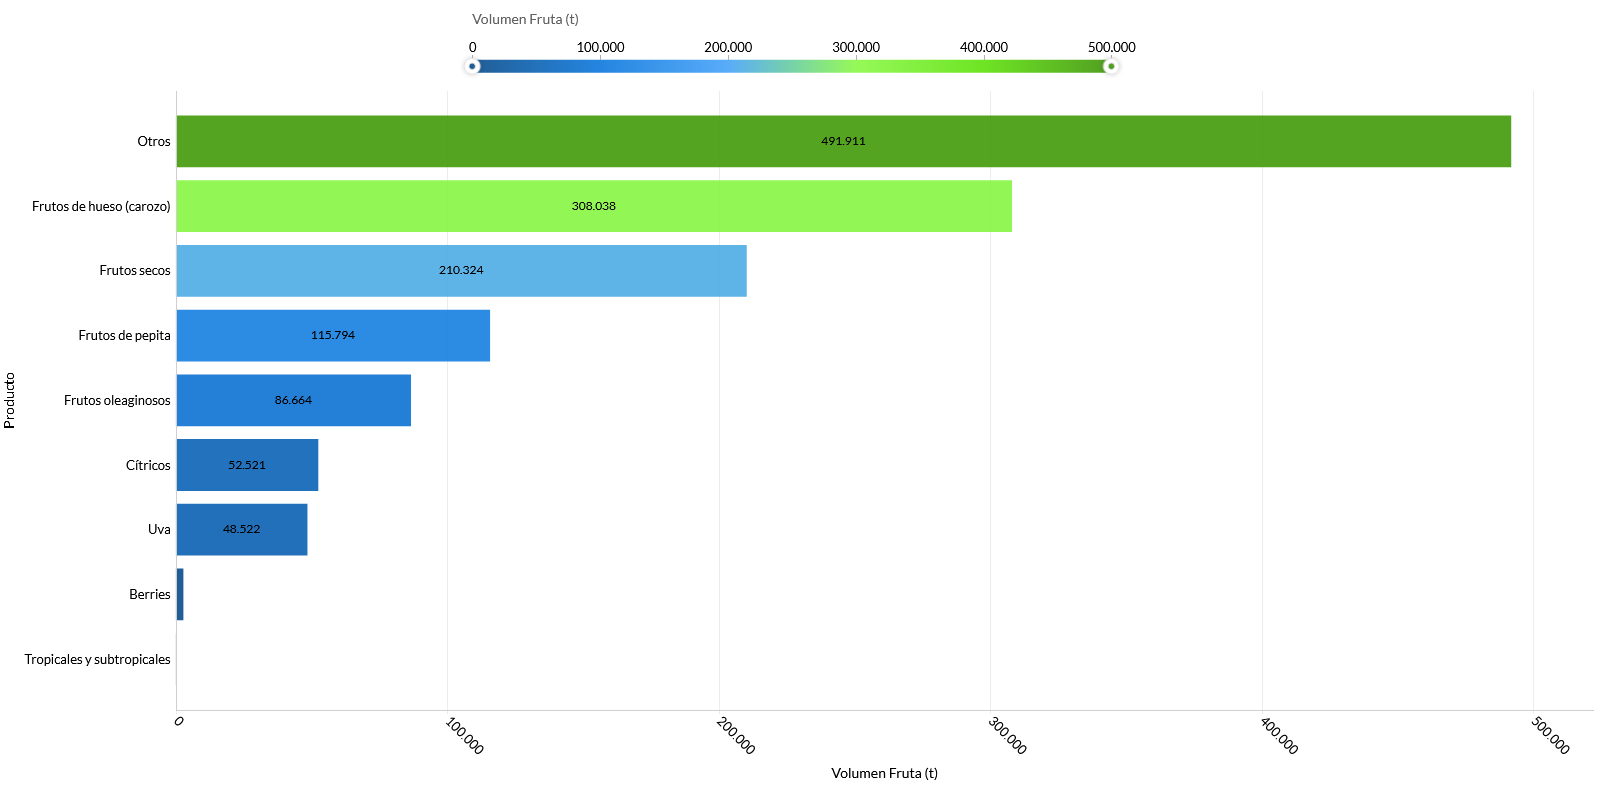 Volumen Fruta (t)
0 100.000 200.000 300.000 400.000 500.000
Otros 491.911
Frutos de hueso (carozo) 308.038
Frutos secos 210.324
Frutos de pepita 115.794
Frutos oleaginosos 86.664
Cítricos 52.521
Uva 48.522
Berries
Tropicales y subtropicales
Producto
0 100.000 200.000 300.000 400.000 500.000
Volumen Fruta (t)